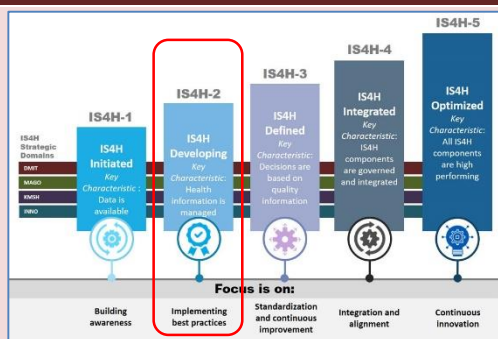 IS4H-1
IS4H-2
IS4H-3
IS4H-4
IS4H-5
IS4H
Strategic
Domains
DMIT
MAGO
KMSH
INNO
IS4H
Initiated
Key
Characteristic :
Data is
available
IS4H
Developing
Key
Characteristic:
Health
information is
managed
IS4H
Defined
Key
Characteristic:
Decisions are
based on
quality
information
IS4H
Integrated
Key
Characteristic:
IS4H
components
are governed
and integrated
IS4H
Optimized
Key
Characteristic:
All IS4H
components
are high
performing
Focus is on:
Building
awareness
Implementing
best practices
Standardization
and continuous
improvement
Integration and
alignment
Continuous
innovation